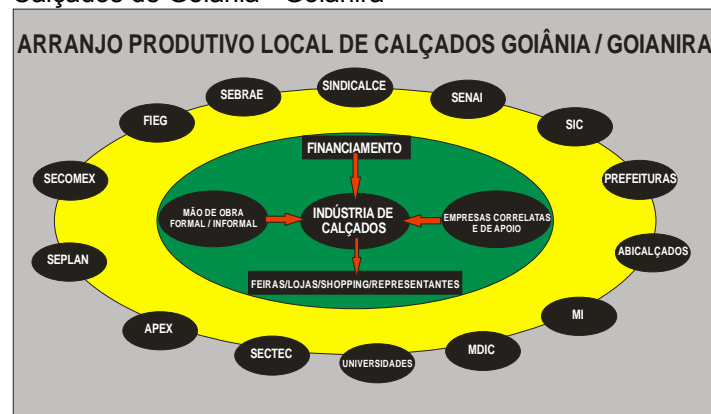 Calçados de Goiânia - Goianira
ARRANJO PRODUTIVO LOCAL DE CALÇADOS GOIÂNIA / GOIANIRA
SINDICALCE
SEBRAE
SENAI
FIEG
SIC
SECOMEX
PREFEITURAS
FINANCIAMENTO
MÃO DE OBRA
FORMAL / INFORMAL
INDÚSTRIA DE
CALÇADOS
EMPRESAS CORRELATAS
E DE APOIO
SEPLAN
ABICALÇADOS
FEIRAS/LOJAS/SHOPPING/REPRESENTANTES
APEX
MI
SECTEC
UNIVERSIDADES
MDIC